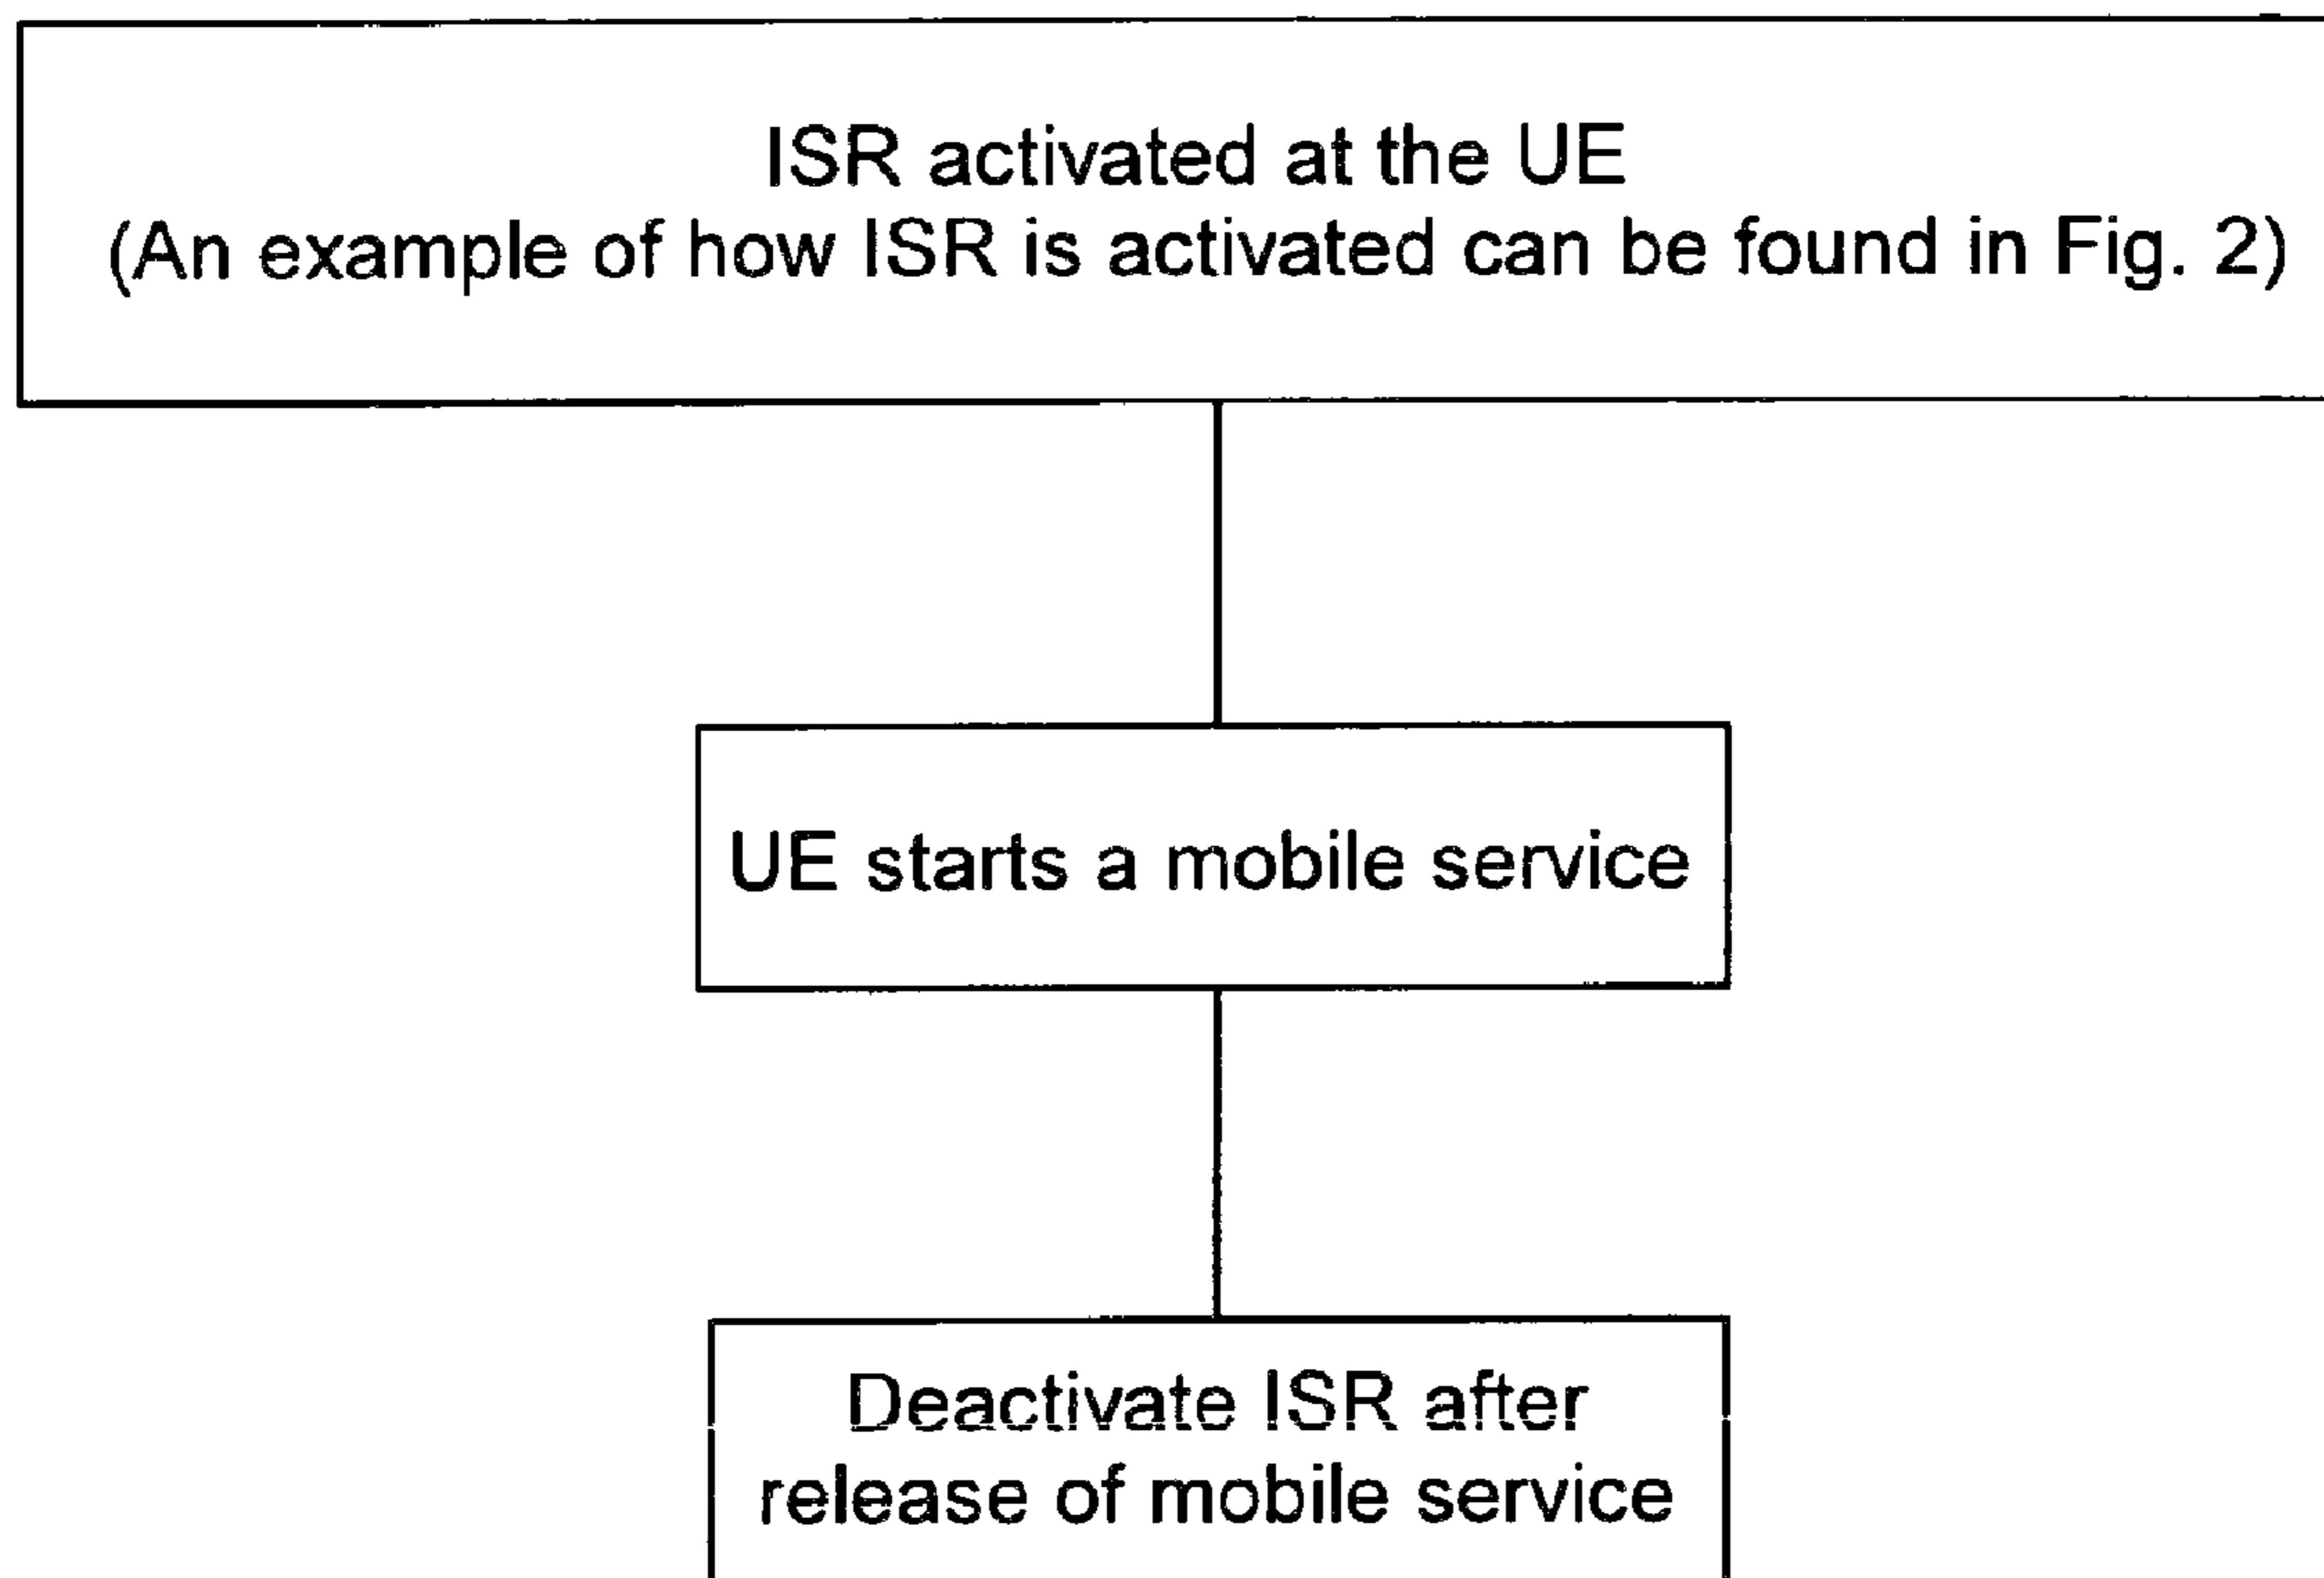 ISR activated at the UE
(An example of how ISR is activated can be found in Fig. 2)
UE starts a mobile service
Deactivate ISR after
release of mobile service